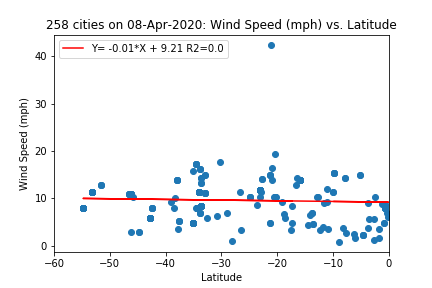 258 cities on 08-Apr-2020: Wind Speed (mph) vs. Latitude
Y= -0.01*X + 9.21 R2=0.0
Wind Speed (mph)
40
30
20
10
0
−60 −50 −40 −30 −20 −10 0
Latitude